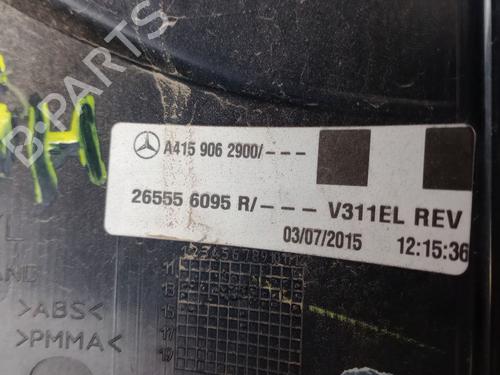 B-PARTS
A415 906 2900/---
26555 6095 R/--- V311EL REV
03/07/2015 12:15:36
>ABS<
>PMMA<